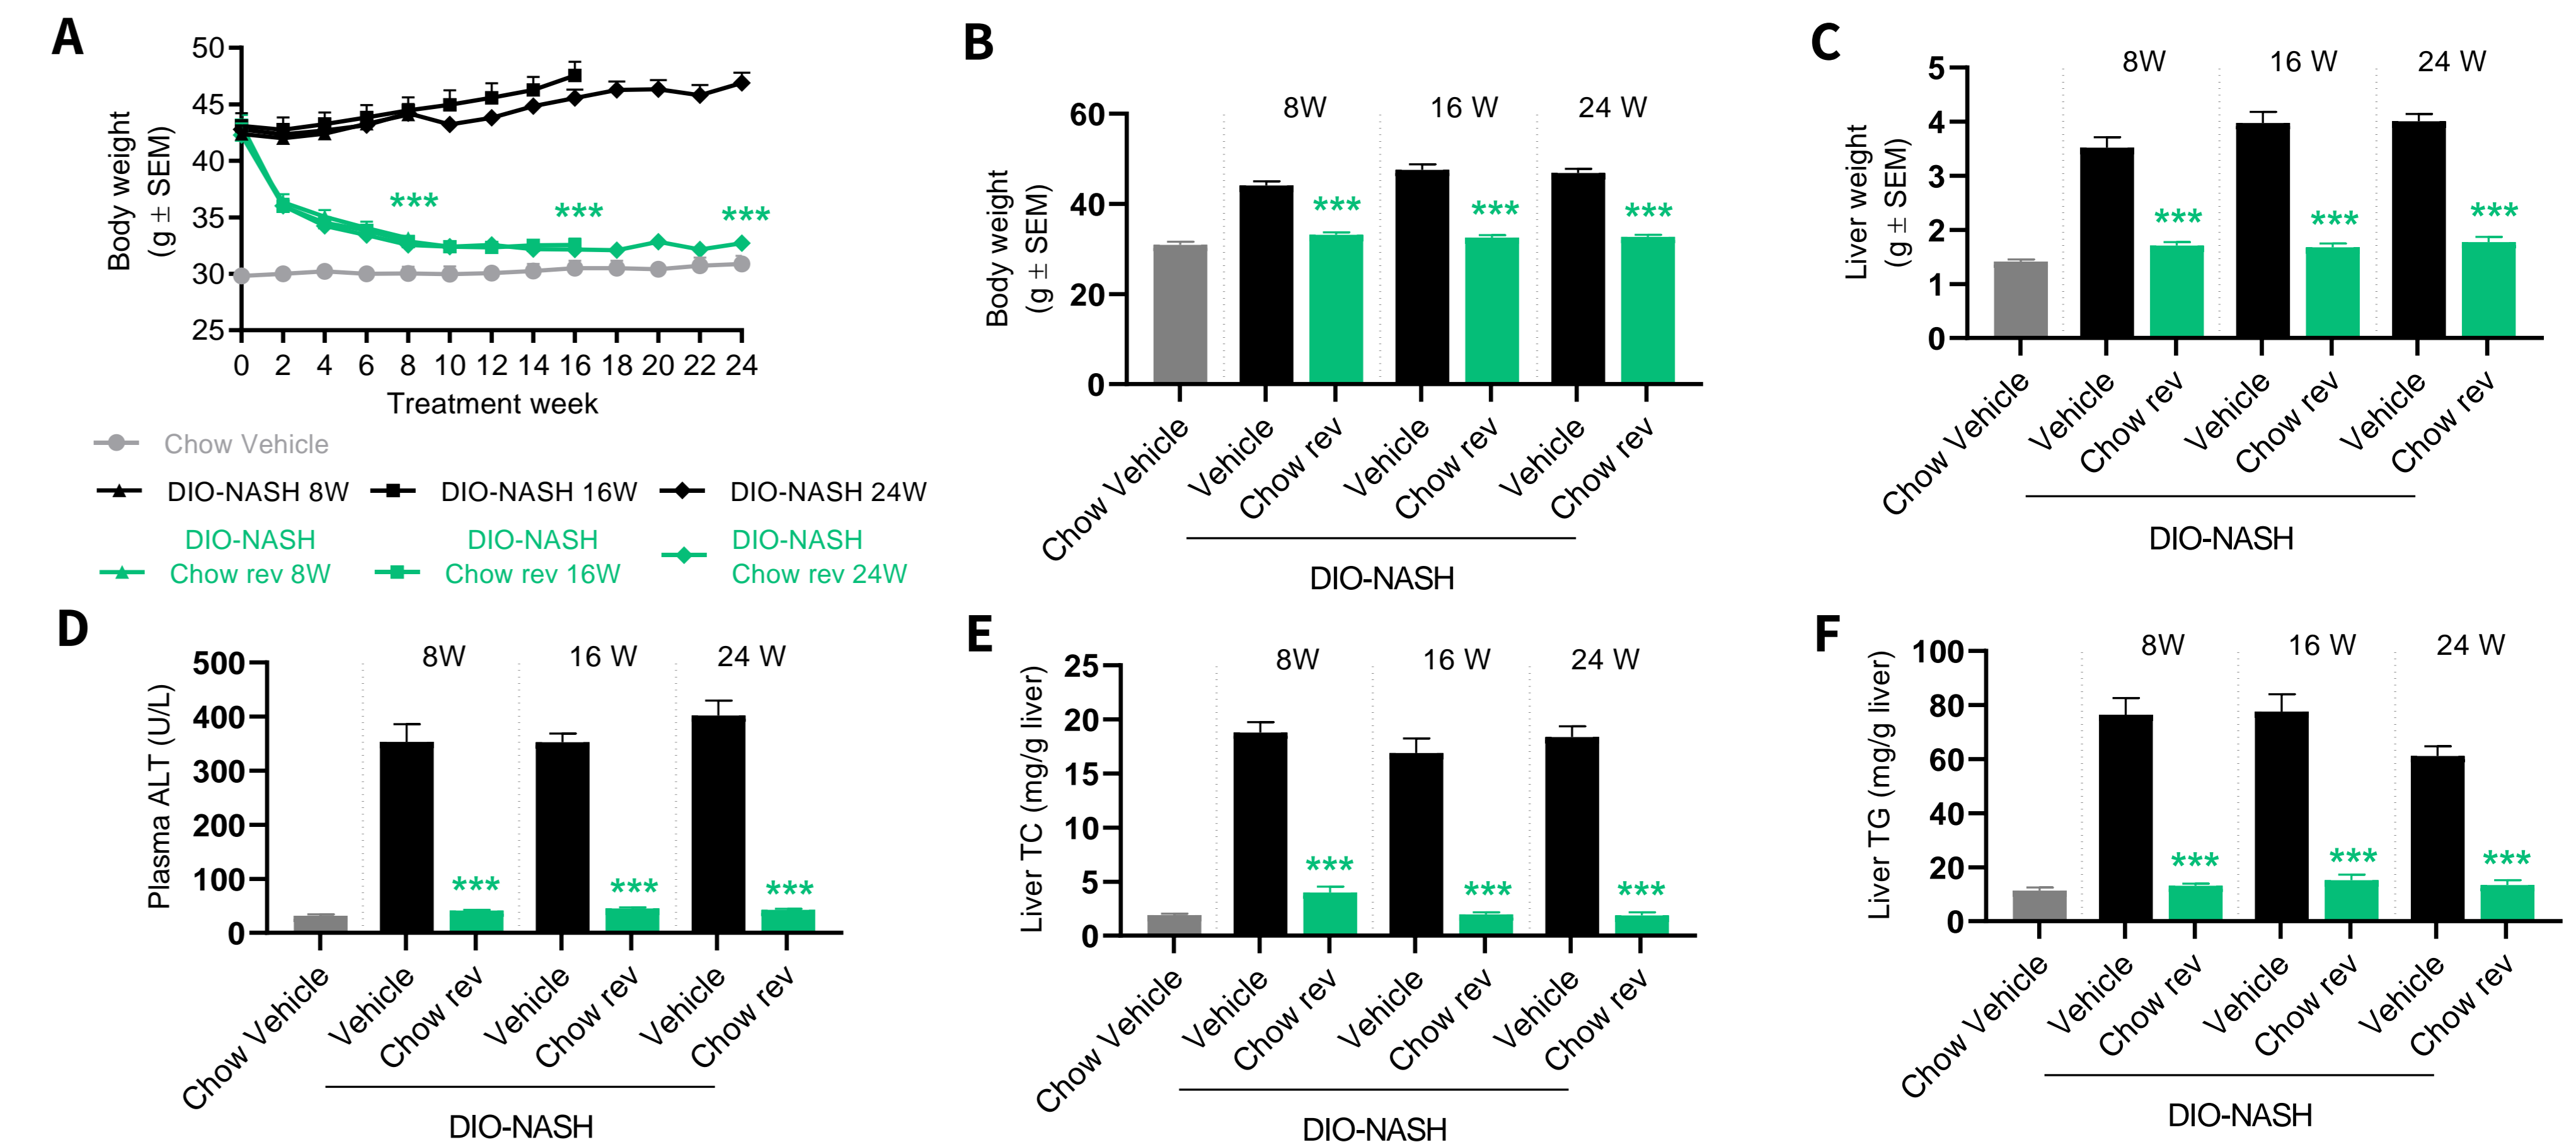 A
50
45
40
35
30
25
Body weight
(g ± SEM)
***
***
***
0 2 4 6 8 10 12 14 16 18 20 22 24
Treatment week
Chow Vehicle
DIO-NASH 8W
DIO-NASH 16W
DIO-NASH 24W
DIO-NASH
Chow rev 8W
DIO-NASH
Chow rev 16W
DIO-NASH
Chow rev 24W
B
8W
16 W
24 W
60
40
20
0
Body weight
(g ± SEM)
***
***
***
Chow Vehicle
Vehicle
Chow rev
Vehicle
Chow rev
Vehicle
Chow rev
DIO-NASH
C
8W
16 W
24 W
5
4
3
2
1
0
Liver weight
(g ± SEM)
***
***
***
Chow Vehicle
Vehicle
Chow rev
Vehicle
Chow rev
Vehicle
Chow rev
DIO-NASH
D
8W
16 W
24 W
500
400
300
200
100
0
Plasma ALT (U/L)
***
***
***
Chow Vehicle
Vehicle
Chow rev
Vehicle
Chow rev
Vehicle
Chow rev
DIO-NASH
E
8W
16 W
24 W
25
20
15
10
5
0
Liver TC (mg/g liver)
***
***
***
Chow Vehicle
Vehicle
Chow rev
Vehicle
Chow rev
Vehicle
Chow rev
DIO-NASH
F
8W
16 W
24 W
100
80
60
40
20
0
Liver TG (mg/g liver)
***
***
***
Chow Vehicle
Vehicle
Chow rev
Vehicle
Chow rev
Vehicle
Chow rev
DIO-NASH